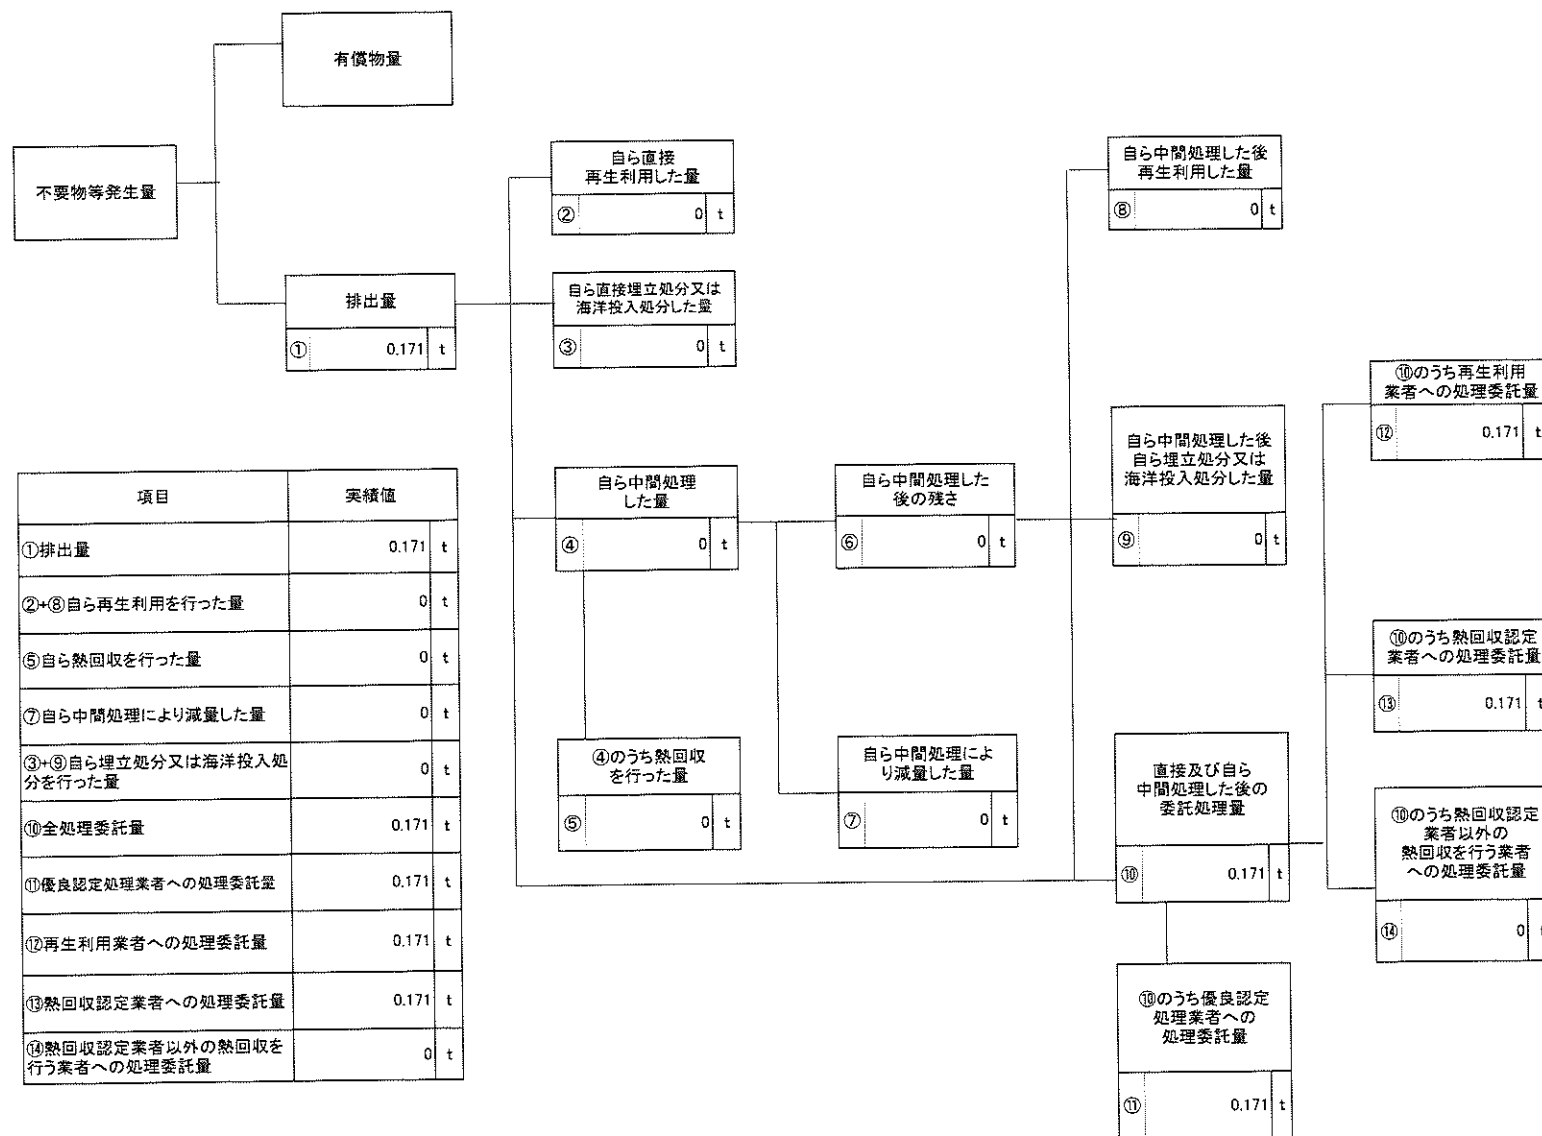 有償物量
不要物等発生量
排出量
① 0.171 t
自ら直接
再生利用した量
② 0 t
自ら直接埋立処分又は
海洋投入処分した量
③ 0 t
自ら中間処理
した量
④ 0 t
④のうち熱回収
を行った量
⑤ 0 t
自ら中間処理した
後の残さ
⑥ 0 t
自ら中間処理によ
り減量した量
⑦ 0 t
自ら中間処理した後
再生利用した量
⑧ 0 t
自ら中間処理した後
自ら埋立処分又は
海洋投入処分した量
⑨ 0 t
直接及び自ら
中間処理した後の
委託処理量
⑩ 0.171 t
⑩のうち優良認定
処理業者への
処理委託量
⑪ 0.171 t
⑩のうち再生利用
業者への処理委託量
⑫ 0.171 t
⑩のうち熱回収認定
業者への処理委託量
⑬ 0.171 t
⑩のうち熱回収認定
業者以外の
熱回収を行う業者
への処理委託量
⑭ 0 t
項目 実績値
①排出量 0.171 t
②+⑧自ら再生利用を行った量 0 t
⑤自ら熱回収を行った量 0 t
⑦自ら中間処理により減量した量 0 t
③+⑨自ら埋立処分又は海洋投入処
分を行った量 0 t
⑩全処理委託量 0.171 t
⑪優良認定処理業者への処理委託量 0.171 t
⑫再生利用業者への処理委託量 0.171 t
⑬熱回収認定業者への処理委託量 0.171 t
⑭熱回収認定業者以外の熱回収を
行う業者への処理委託量 0 t